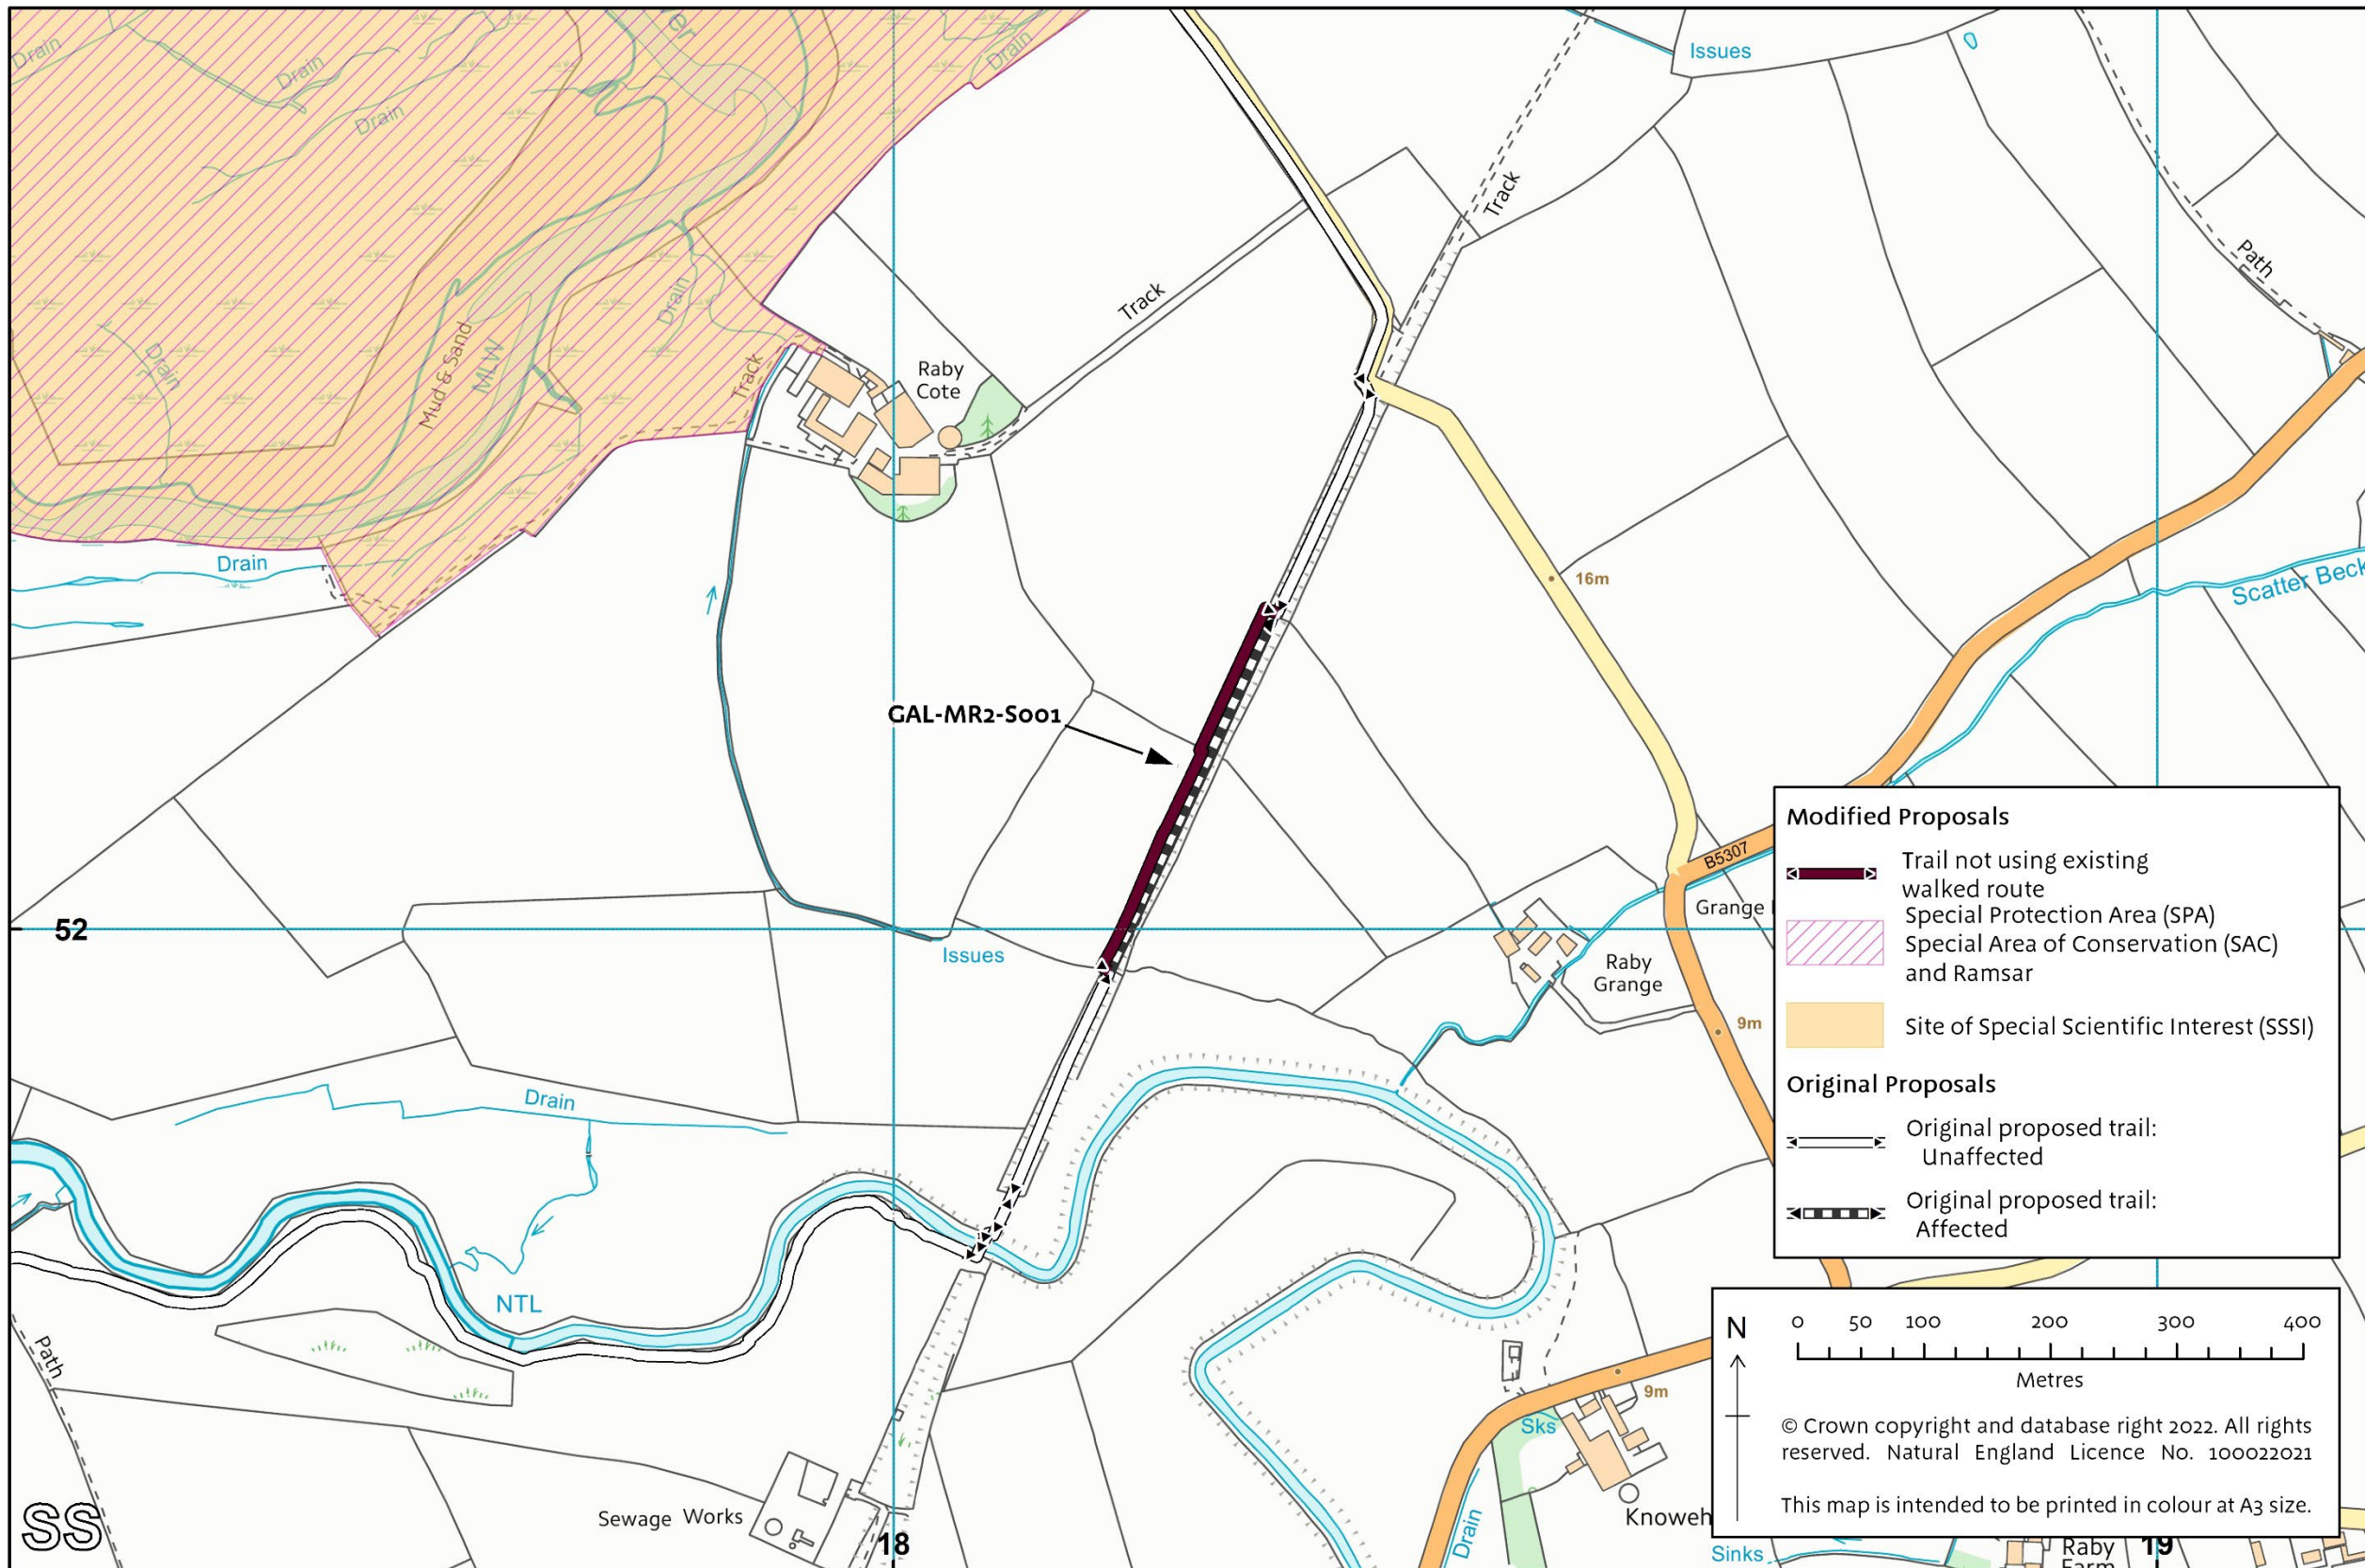 er
Drain
Drain
Drain
Drain
Issues
Track
Path
Track
Drain
Mud & Sand
MLW
Track
Drain
Raby
Cote
16m
Scatter Beck
Drain
GAL-MR2-S001
B5307
52
Issues
Grange
Raby
Grange
9m
Drain
NTL
Path
9m
Sks
Sewage Works
Knoweh
Drain
SS
18
Sinks
Raby
Farm
19
Modified Proposals
Trail not using existing
walked route
Special Protection Area (SPA)
Special Area of Conservation (SAC)
and Ramsar
Site of Special Scientific Interest (SSSI)
Original Proposals
Original proposed trail:
Unaffected
Original proposed trail:
Affected
N
0 50 100 200 300 400
Metres
© Crown copyright and database right 2022. All rights
reserved. Natural England Licence No. 100022021
This map is intended to be printed in colour at A3 size.